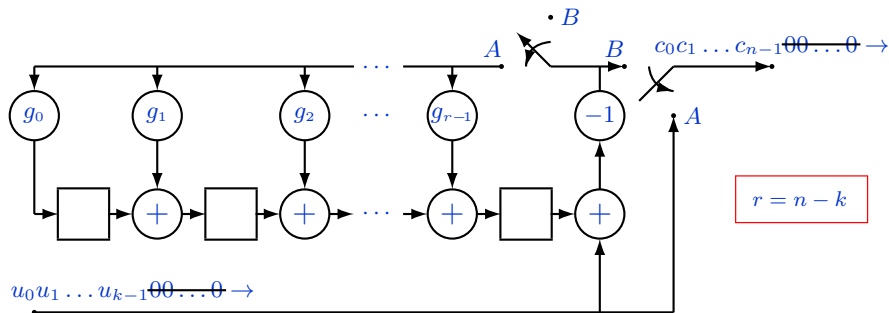 B
A
B
c₀c₁ … cₙ₋₁00 … 0 →
…
g₀
g₁
g₂
…
gᵣ₋₁
−1
A
+
+
…
+
+
r = n − k
u₀u₁ … uₖ₋₁00 … 0 →